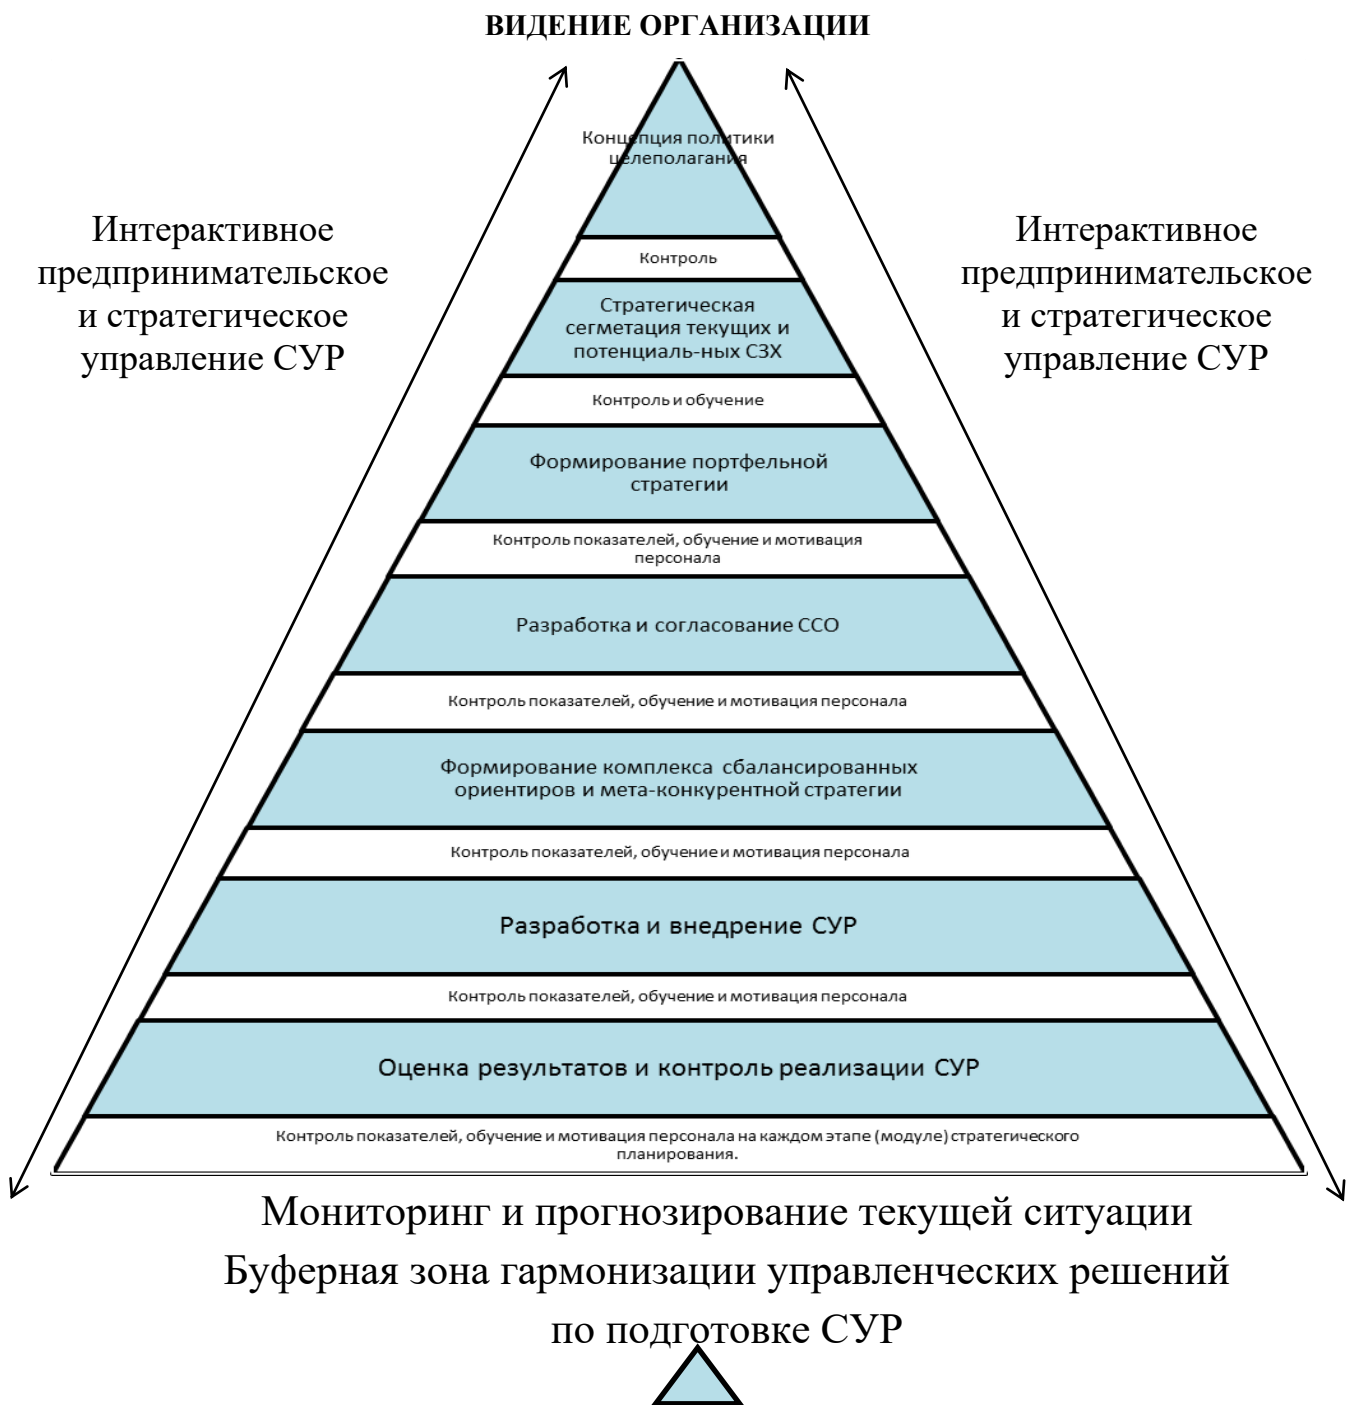 ВИДЕНИЕ ОРГАНИЗАЦИИ
Концепция политики
целеполагания
Интерактивное
предпринимательское
и стратегическое
управление СУР
Интерактивное
предпринимательское
и стратегическое
управление СУР
Контроль
Стратегическая
сегметация текущих и
потенциаль-ных СЗХ
Контроль и обучение
Формирование портфельной
стратегии
Контроль показателей, обучение и мотивация
персонала
Разработка и согласование ССО
Контроль показателей, обучение и мотивация персонала
Формирование комплекса сбалансированных
ориентиров и мета-конкурентной стратегии
Контроль показателей, обучение и мотивация персонала
Разработка и внедрение СУР
Контроль показателей, обучение и мотивация персонала
Оценка результатов и контроль реализации СУР
Контроль показателей, обучение и мотивация персонала на каждом этапе (модуле) стратегического
планирования.
Мониторинг и прогнозирование текущей ситуации
Буферная зона гармонизации управленческих решений
по подготовке СУР